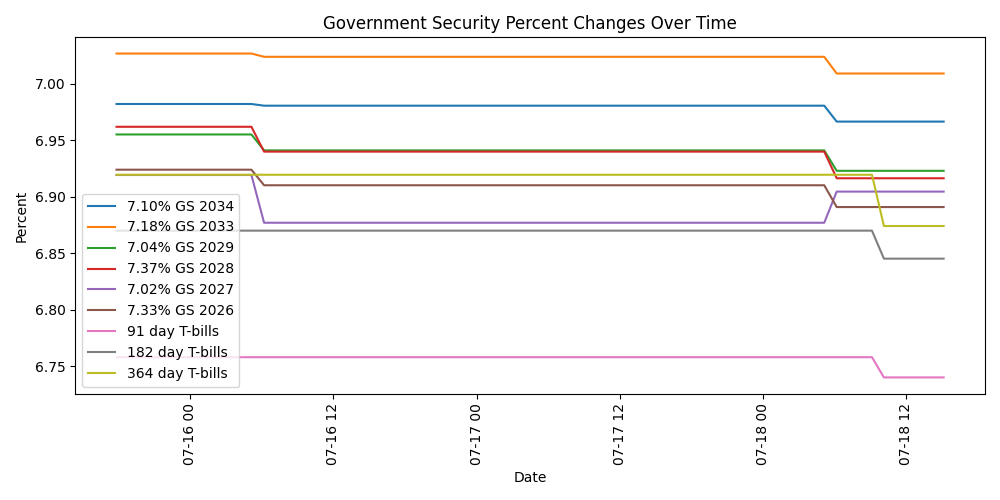 Government Security Percent Changes Over Time
Percent
7.00
6.95
6.90
6.85
6.80
6.75
7.10% GS 2034
7.18% GS 2033
7.04% GS 2029
7.37% GS 2028
7.02% GS 2027
7.33% GS 2026
91 day T-bills
182 day T-bills
364 day T-bills
07-16 00
07-16 12
07-17 00
07-17 12
07-18 00
07-18 12
Date